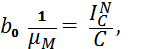 b₀ 1/μ_M = I_C^N/C,